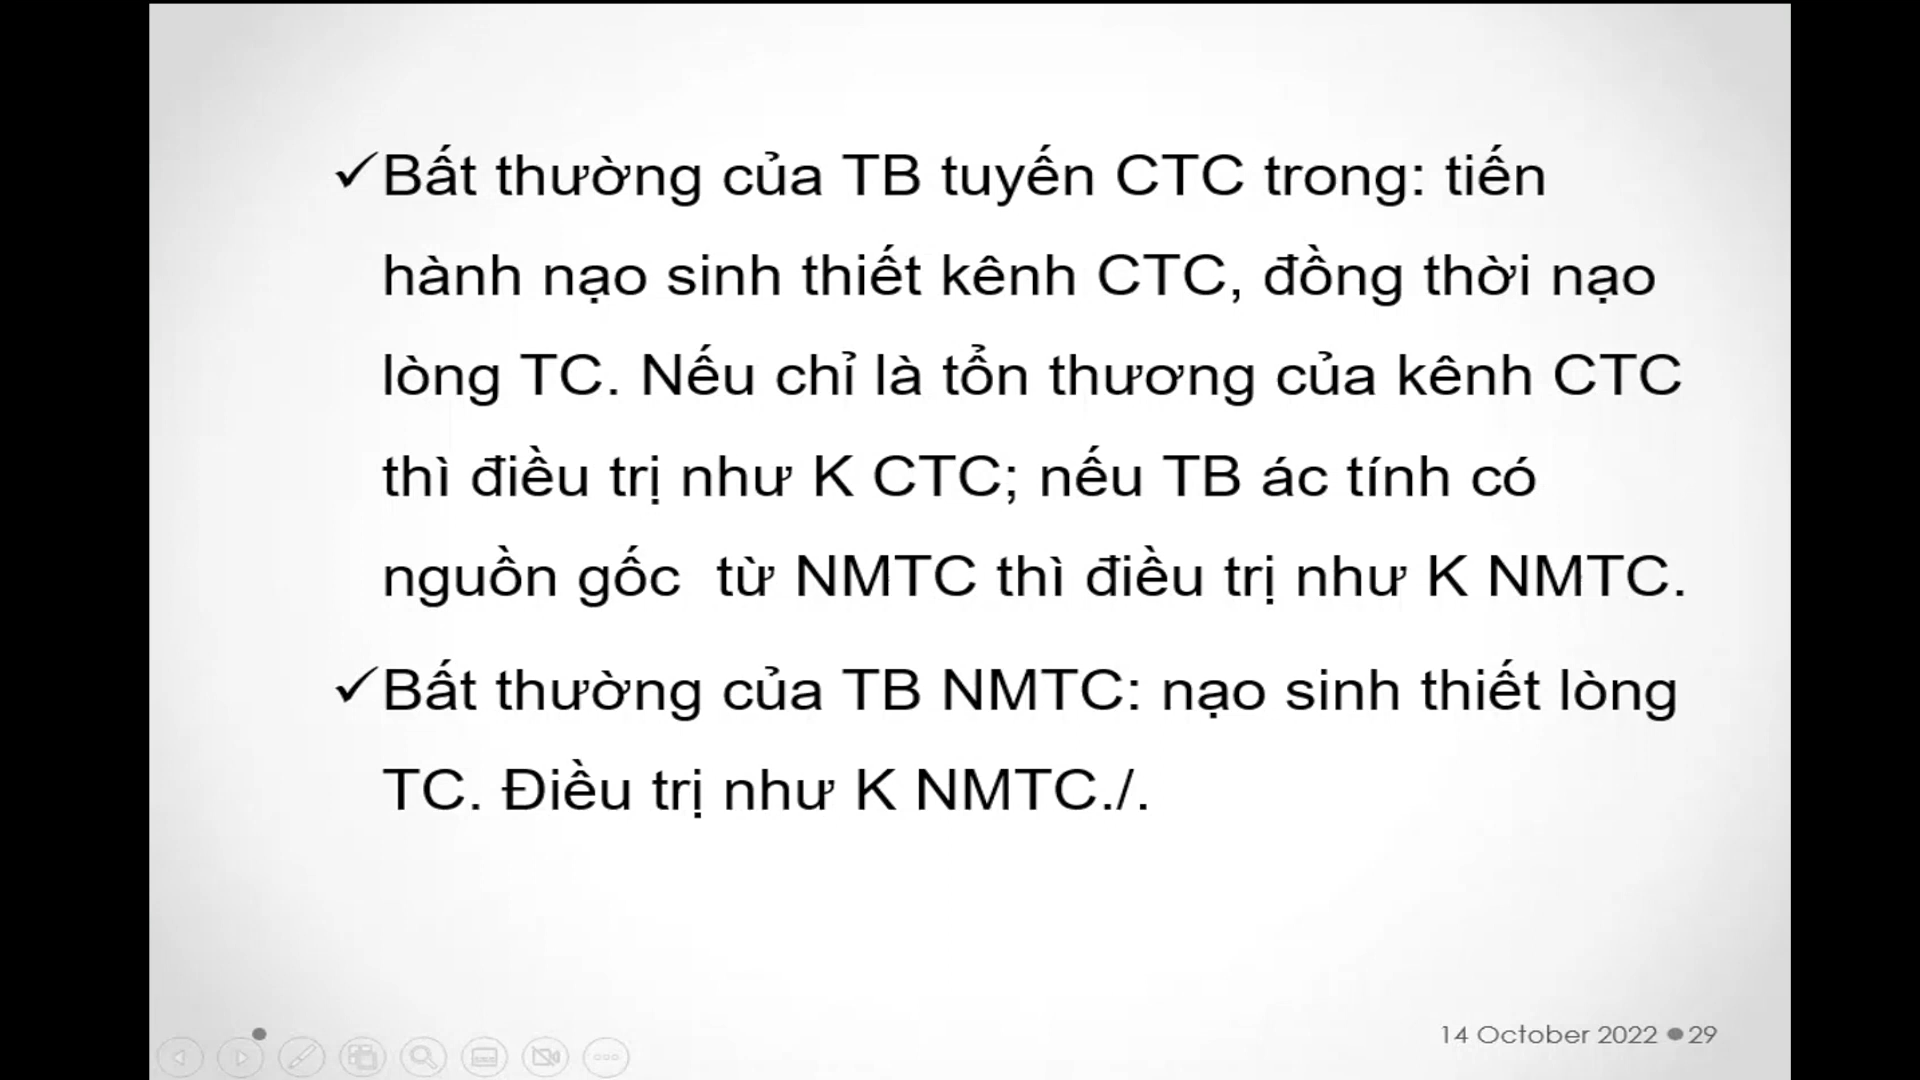 ✓Bất thường của TB tuyến CTC trong: tiến
hành nạo sinh thiết kênh CTC, đồng thời nạo
lòng TC. Nếu chỉ là tổn thương của kênh CTC
thì điều trị như K CTC; nếu TB ác tính có
nguồn gốc  từ NMTC thì điều trị như K NMTC.
✓Bất thường của TB NMTC: nạo sinh thiết lòng
TC. Điều trị như K NMTC./.
14 October 2022 ●29